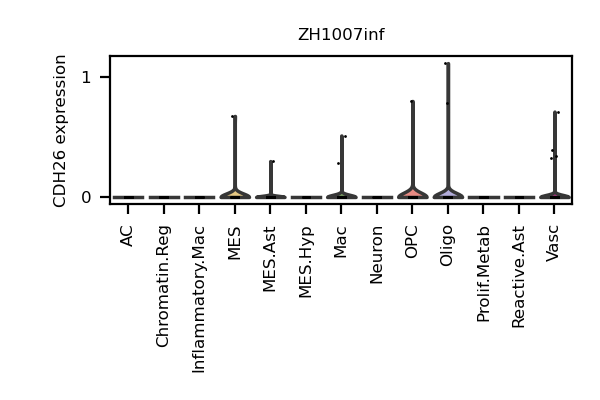 ZH1007inf
CDH26 expression
1
0
AC
Chromatin.Reg
Inflammatory.Mac
MES
MES.Ast
MES.Hyp
Mac
Neuron
OPC
Oligo
Prolif.Metab
Reactive.Ast
Vasc